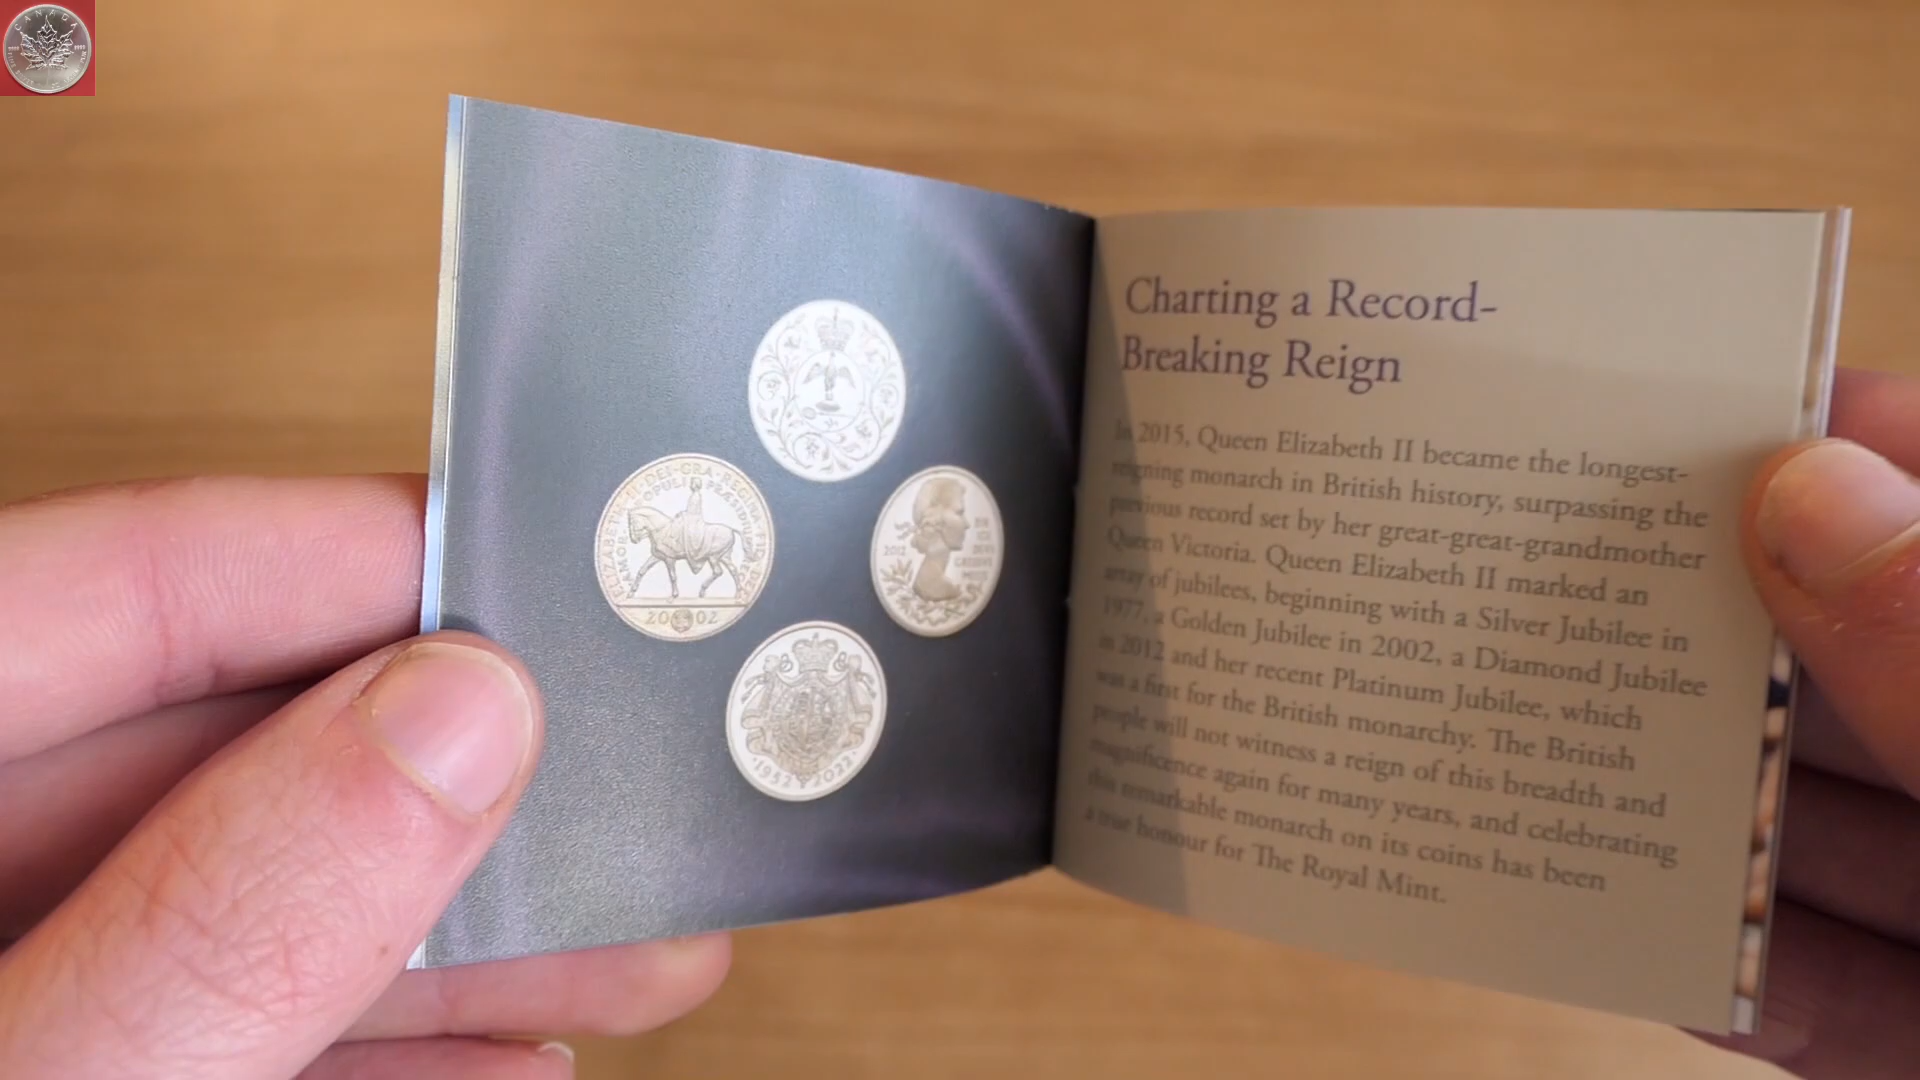 CANADA
ELIZABETH·II·DEI·GRA·REGINA·FID·DEF
AMOR POPULI PRÆSIDIUM REG
2002
2012
·1952 2022·
Charting a Record-
Breaking Reign
In 2015, Queen Elizabeth II became the longest-
reigning monarch in British history, surpassing the
previous record set by her great-great-grandmother
Queen Victoria. Queen Elizabeth II marked an
array of jubilees, beginning with a Silver Jubilee in
1977, a Golden Jubilee in 2002, a Diamond Jubilee
in 2012 and her recent Platinum Jubilee, which
was a first for the British monarchy. The British
people will not witness a reign of this breadth and
magnificence again for many years, and celebrating
this remarkable monarch on its coins has been
a true honour for The Royal Mint.